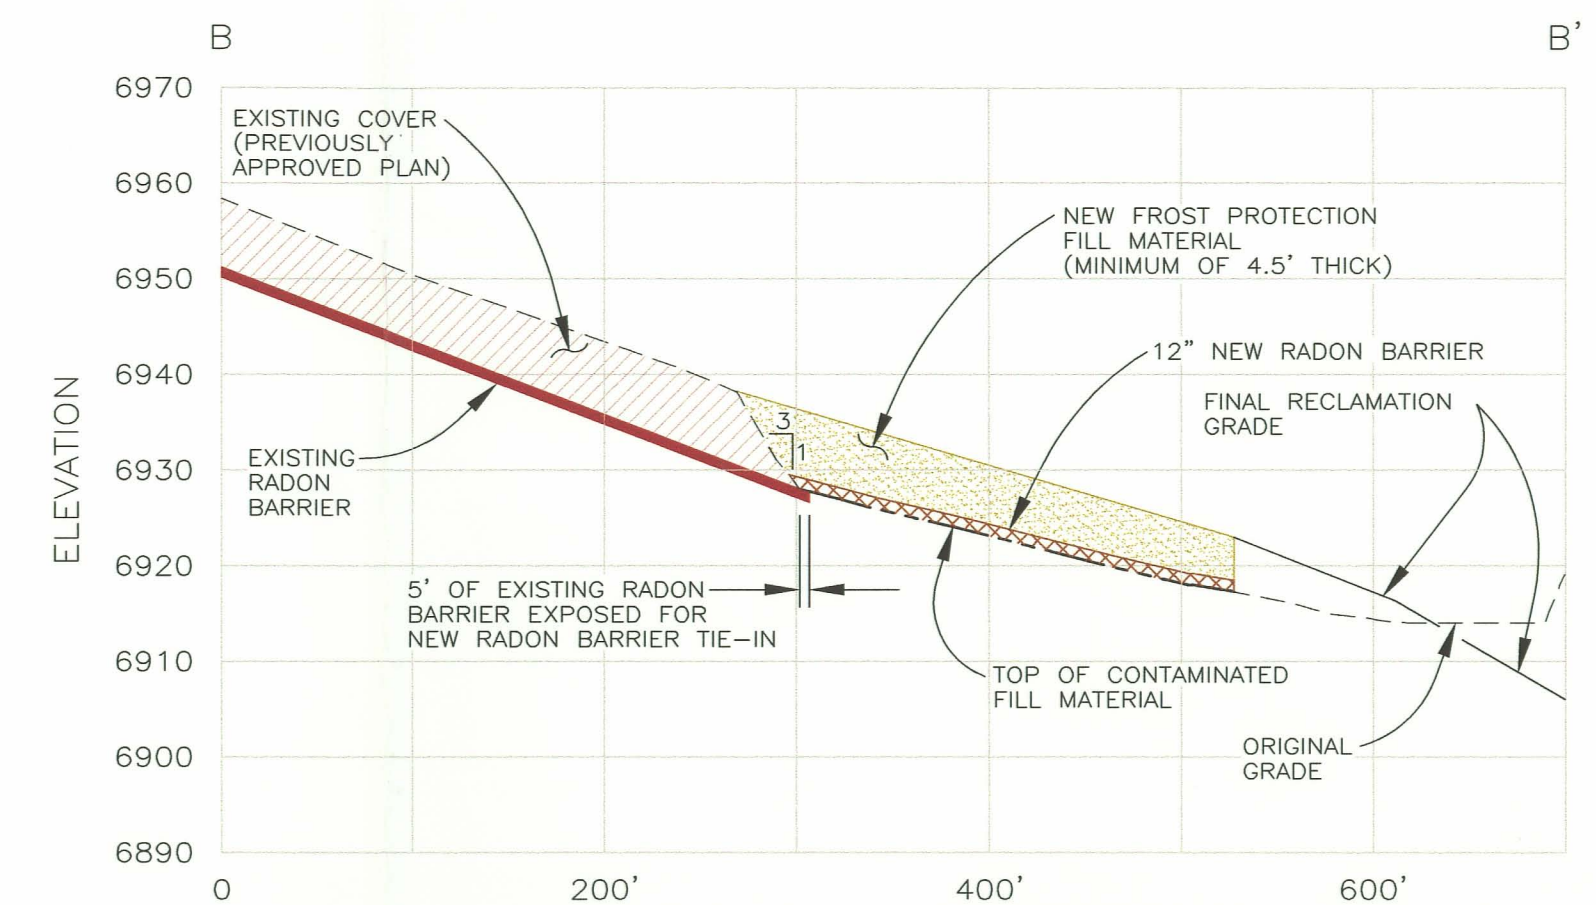 B
B'
6970
EXISTING COVER
(PREVIOUSLY
APPROVED PLAN)
6960
NEW FROST PROTECTION
FILL MATERIAL
(MINIMUM OF 4.5' THICK)
6950
6940
12" NEW RADON BARRIER
FINAL RECLAMATION
GRADE
3
1
6930
EXISTING
RADON
BARRIER
ELEVATION
6920
5' OF EXISTING RADON
BARRIER EXPOSED FOR
NEW RADON BARRIER TIE-IN
6910
TOP OF CONTAMINATED
FILL MATERIAL
ORIGINAL
GRADE
6900
6890
0
200'
400'
600'